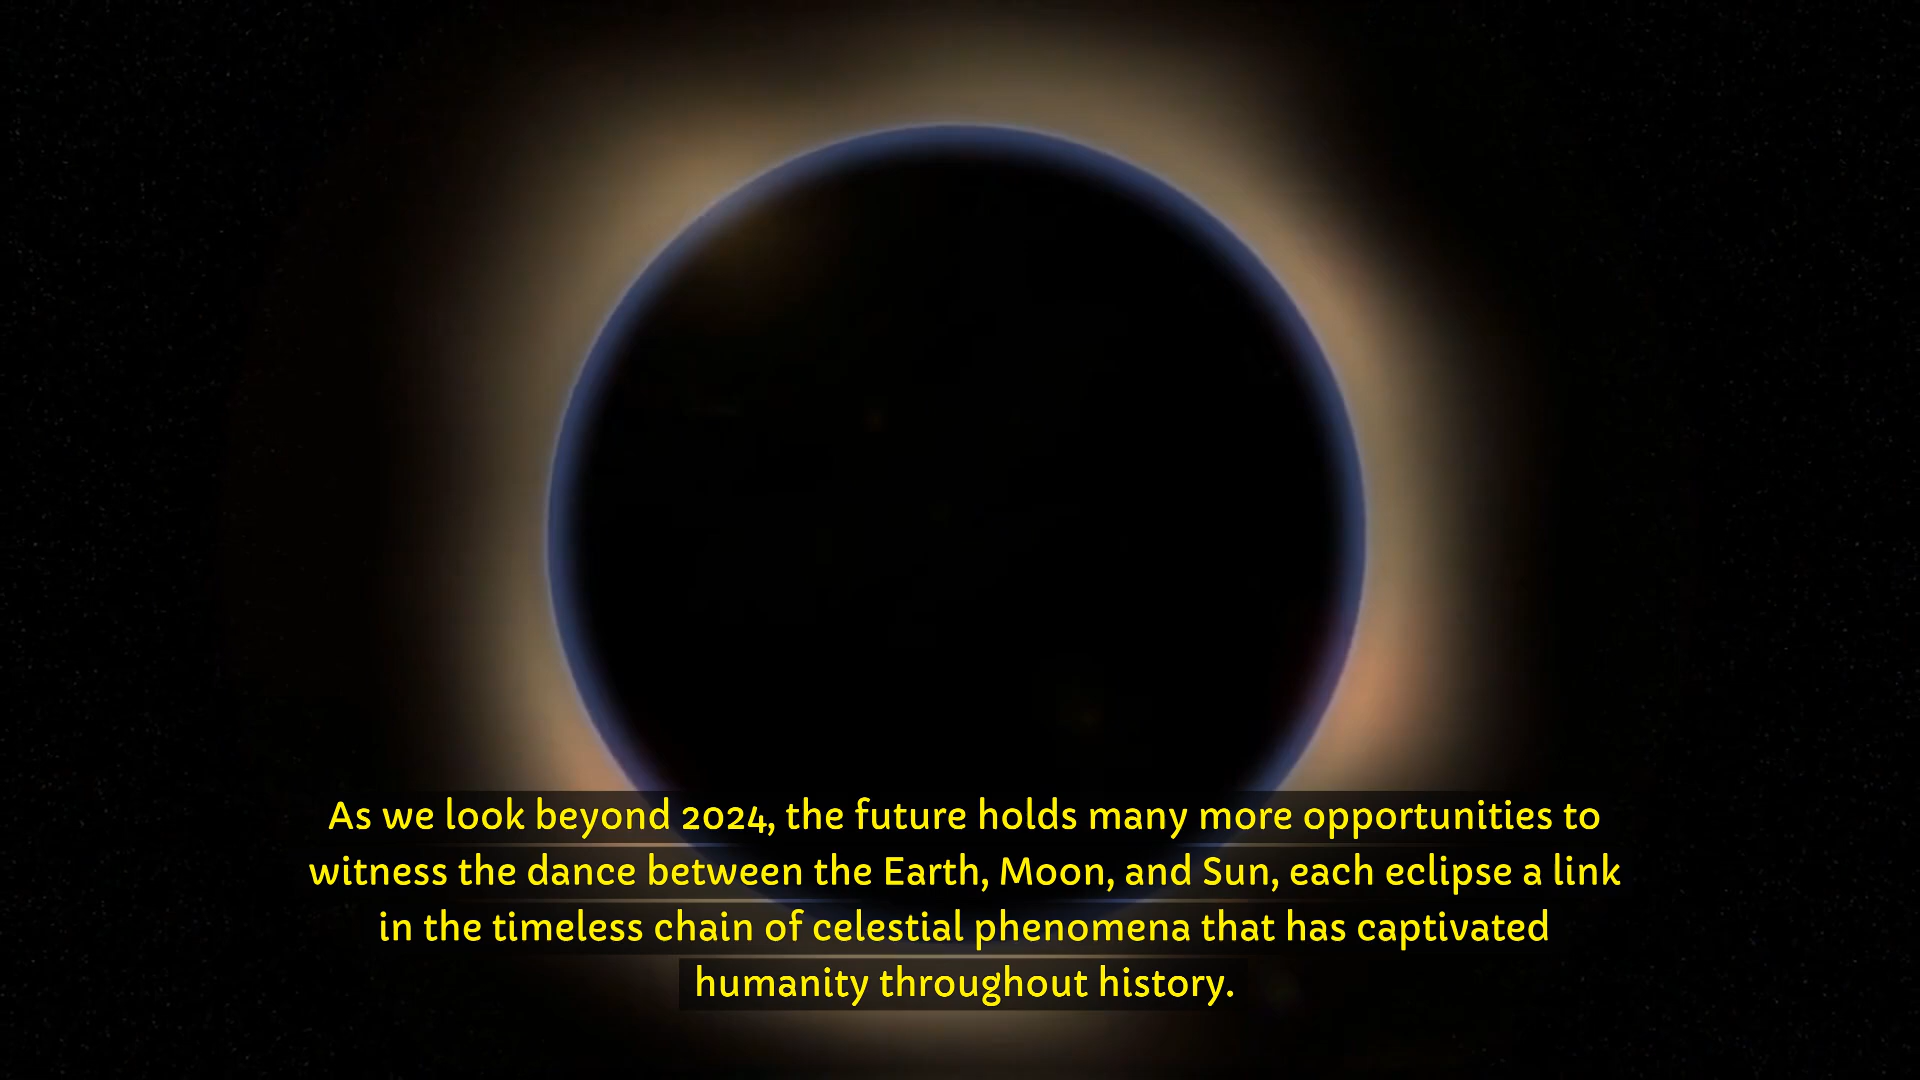 As we look beyond 2024, the future holds many more opportunities to
witness the dance between the Earth, Moon, and Sun, each eclipse a link
in the timeless chain of celestial phenomena that has captivated
humanity throughout history.